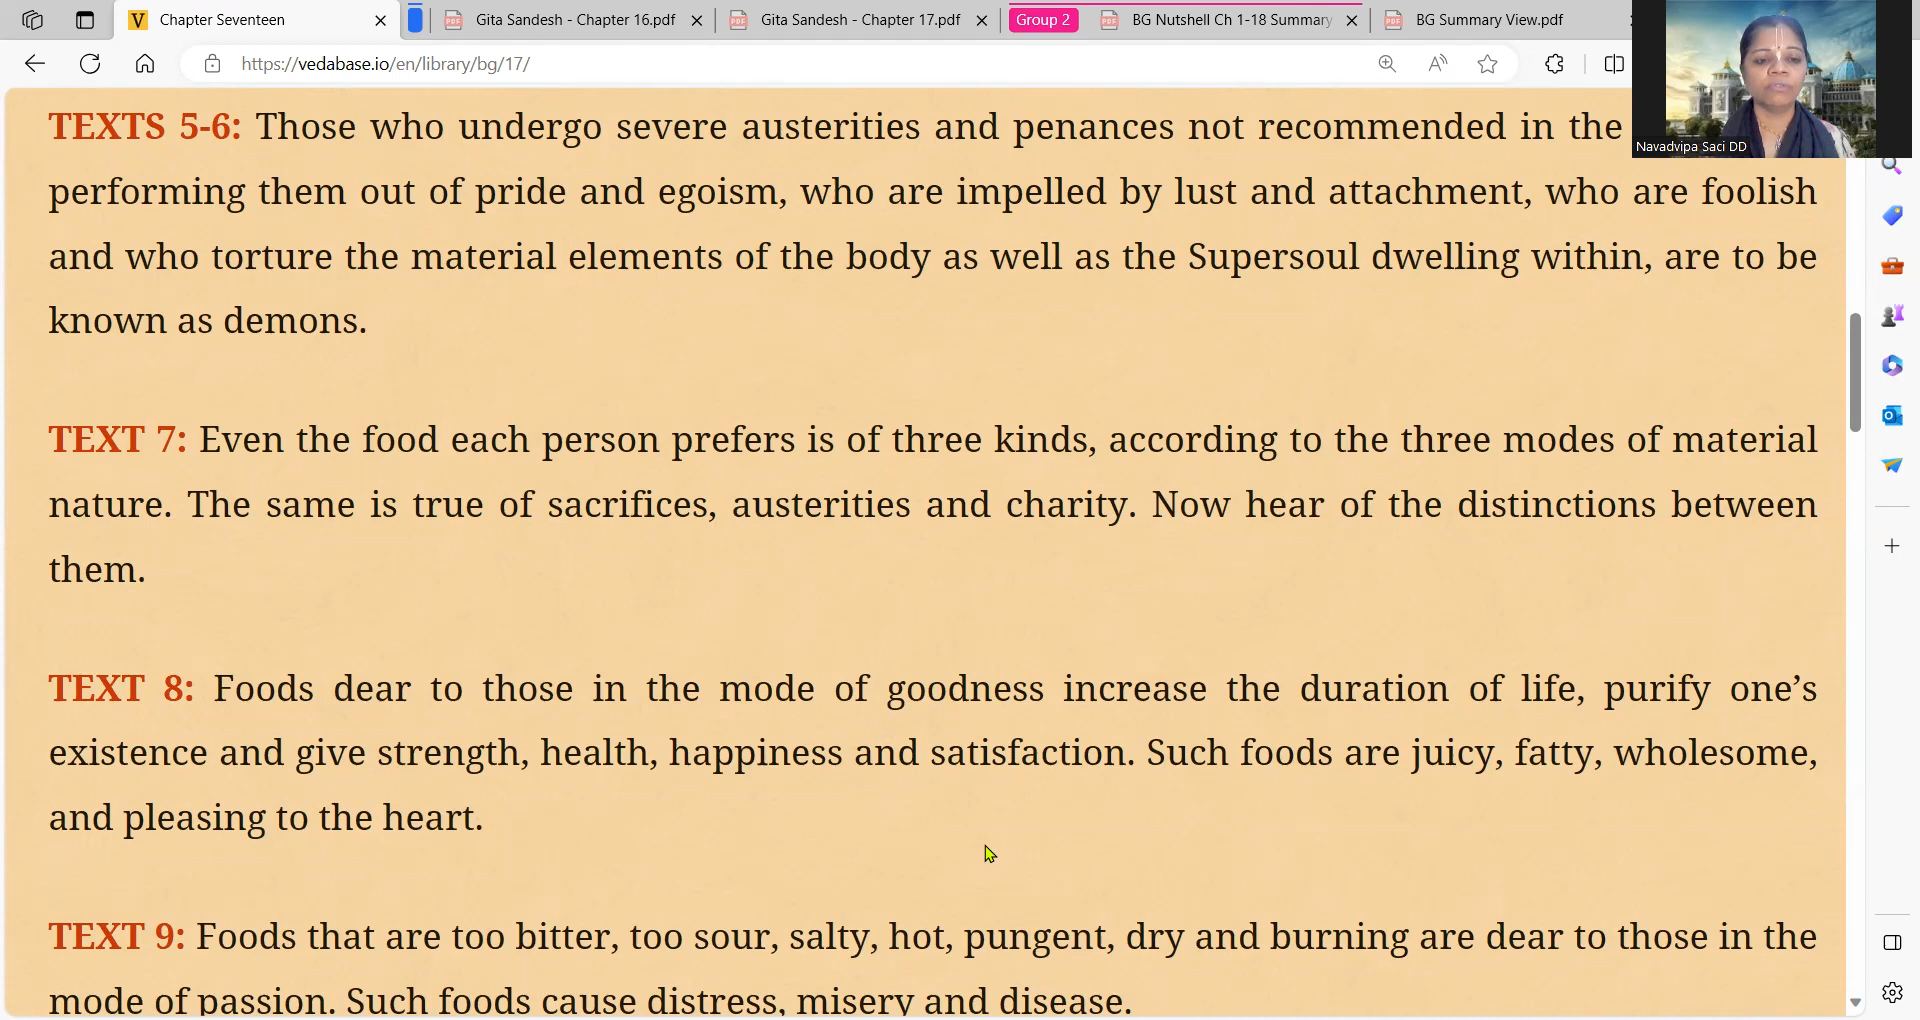 Chapter Seventeen
Gita Sandesh - Chapter 16.pdf
Gita Sandesh - Chapter 17.pdf
Group 2
BG Nutshell Ch 1-18 Summary
BG Summary View.pdf
https://vedabase.io/en/library/bg/17/
Navadvipa Saci DD
TEXTS 5-6: Those who undergo severe austerities and penances not recommended in the
performing them out of pride and egoism, who are impelled by lust and attachment, who are foolish
and who torture the material elements of the body as well as the Supersoul dwelling within, are to be
known as demons.
TEXT 7: Even the food each person prefers is of three kinds, according to the three modes of material
nature. The same is true of sacrifices, austerities and charity. Now hear of the distinctions between
them.
TEXT 8: Foods dear to those in the mode of goodness increase the duration of life, purify one’s
existence and give strength, health, happiness and satisfaction. Such foods are juicy, fatty, wholesome,
and pleasing to the heart.
TEXT 9: Foods that are too bitter, too sour, salty, hot, pungent, dry and burning are dear to those in the
mode of passion. Such foods cause distress, misery and disease.